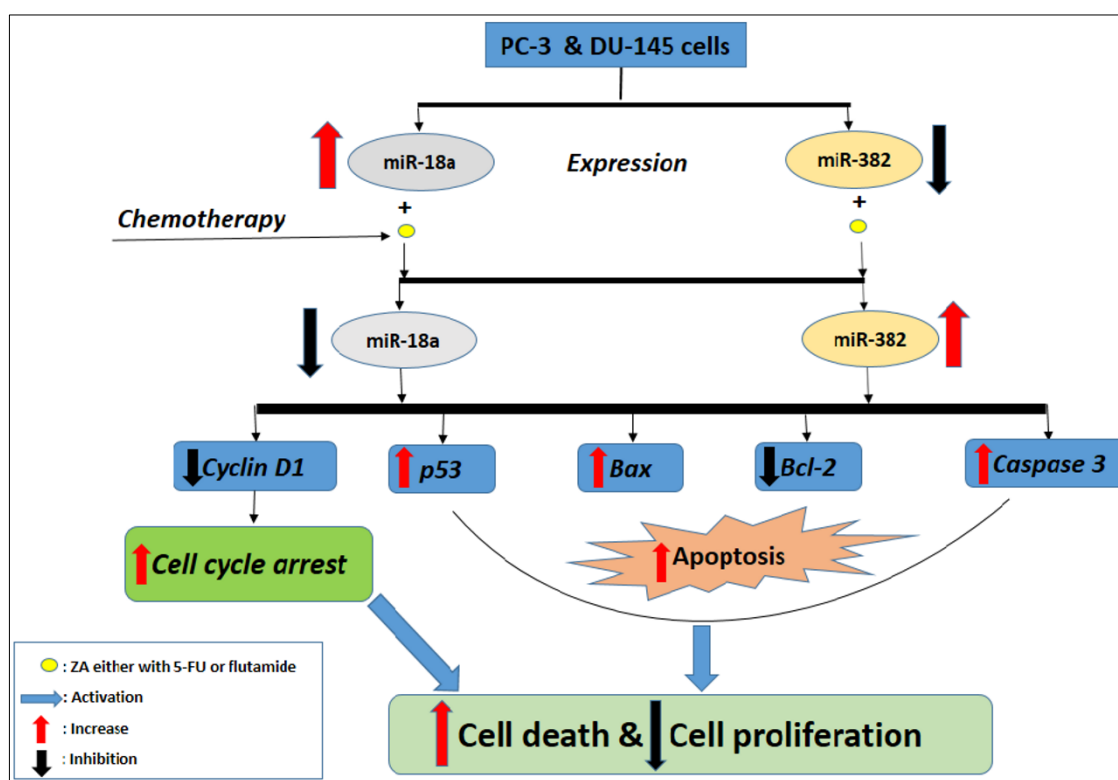 PC-3 & DU-145 cells
miR-18a
Expression
miR-382
+
+
Chemotherapy
miR-18a
miR-382
Cyclin D1
p53
Bax
Bcl-2
Caspase 3
Cell cycle arrest
Apoptosis
: ZA either with 5-FU or flutamide
: Activation
: Increase
: Inhibition
Cell death & Cell proliferation